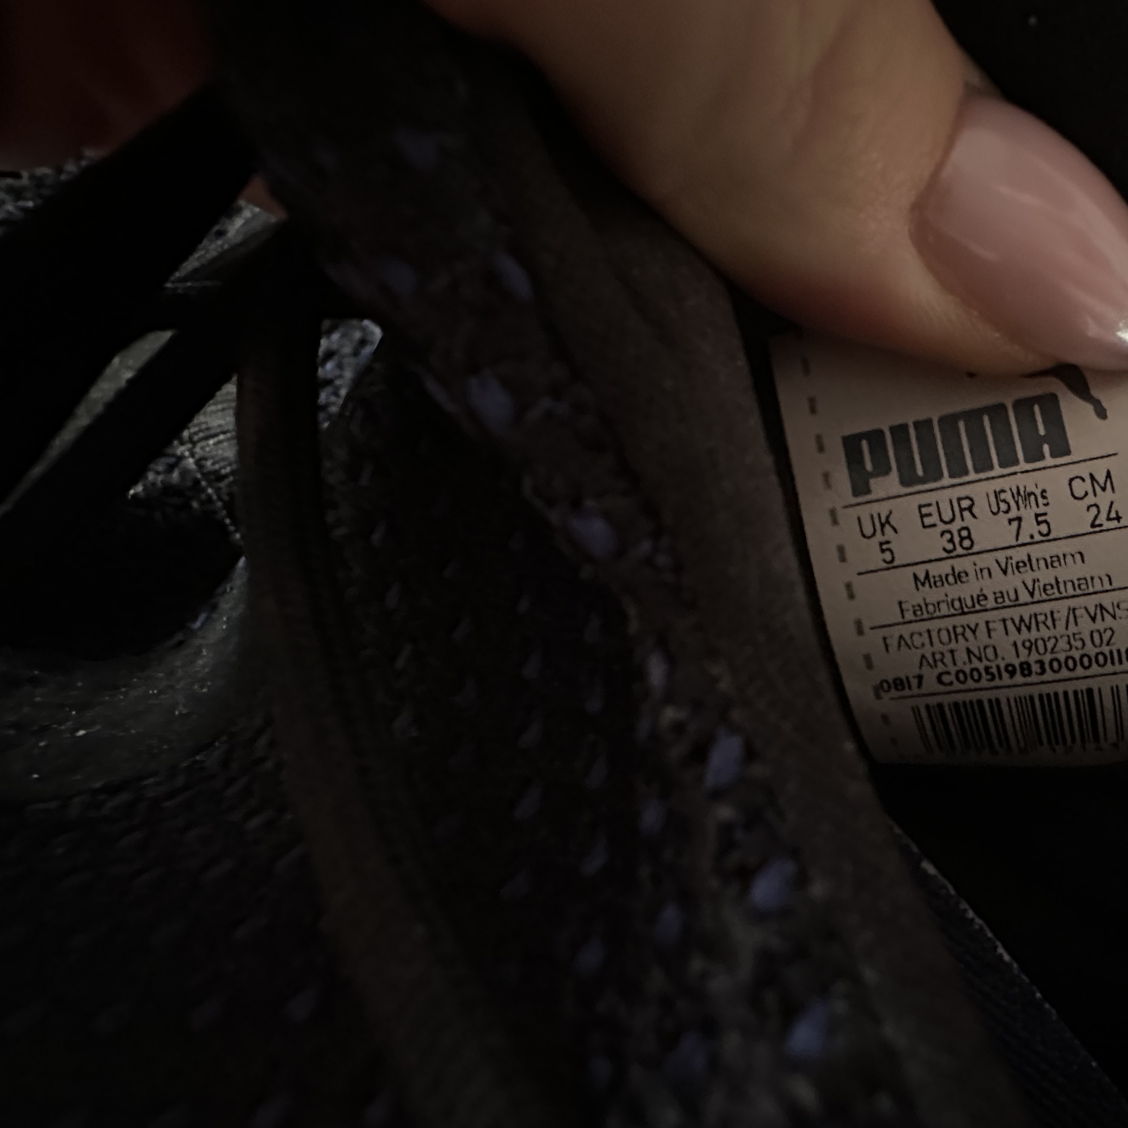 PUMA
UK EUR US Wn's CM
5 38 7.5 24
Made in Vietnam
Fabriqué au Vietnam
FACTORY FTWRF/FVNS
ART.NO. 190235 02
0817